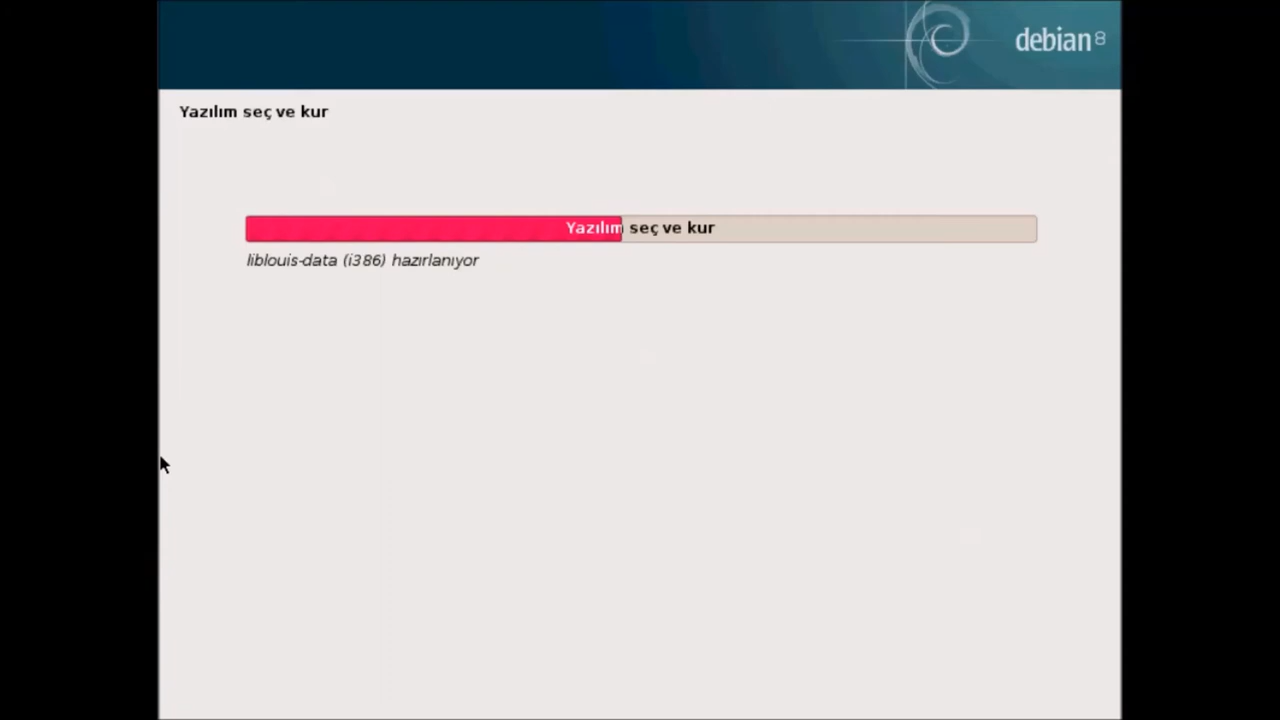 debian 8
Yazılım seç ve kur
Yazılım seç ve kur
liblouis-data (i386) hazırlanıyor